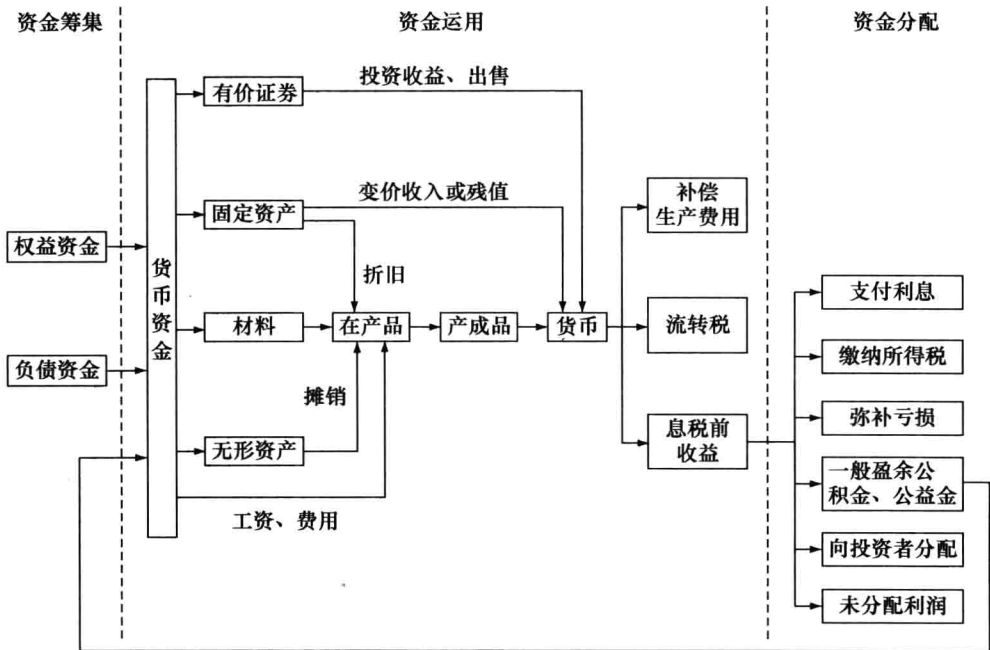 资金筹集
资金运用
资金分配
权益资金
负债资金
货币资金
有价证券
投资收益、出售
固定资产
变价收入或残值
折旧
材料
在产品
产成品
货币
摊销
无形资产
工资、费用
补偿
生产费用
流转税
息税前
收益
支付利息
缴纳所得税
弥补亏损
一般盈余公
积金、公益金
向投资者分配
未分配利润